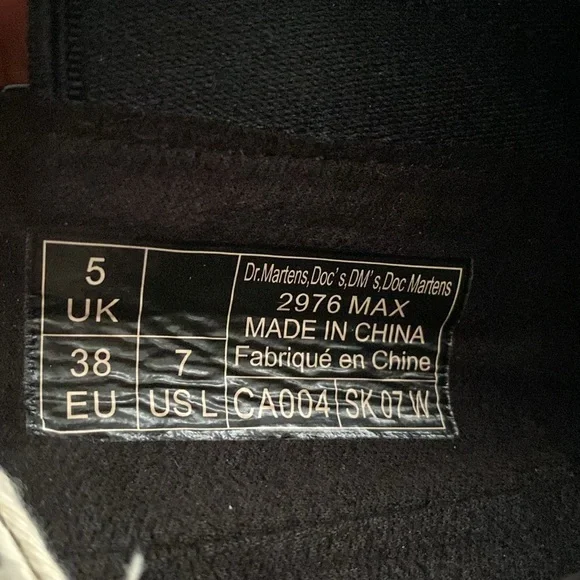 5
UK
38
EU
7
US L
Dr.Martens,Doc's,DM's,Doc Martens
2976 MAX
MADE IN CHINA
Fabriqué en Chine
CA004
SK 07 W